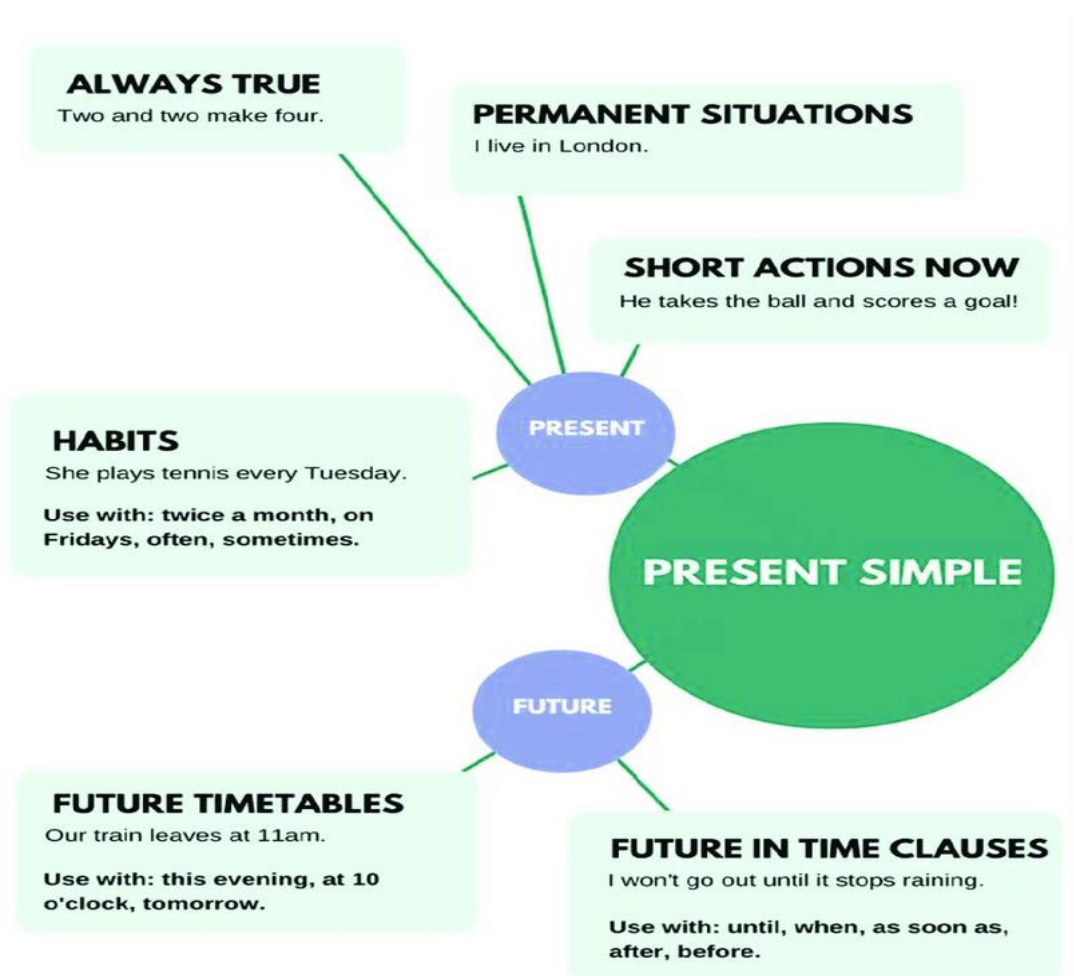 ALWAYS TRUE
Two and two make four.
PERMANENT SITUATIONS
I live in London.
SHORT ACTIONS NOW
He takes the ball and scores a goal!
PRESENT
HABITS
She plays tennis every Tuesday.
Use with: twice a month, on
Fridays, often, sometimes.
PRESENT SIMPLE
FUTURE
FUTURE TIMETABLES
Our train leaves at 11am.
Use with: this evening, at 10
o'clock, tomorrow.
FUTURE IN TIME CLAUSES
I won't go out until it stops raining.
Use with: until, when, as soon as,
after, before.